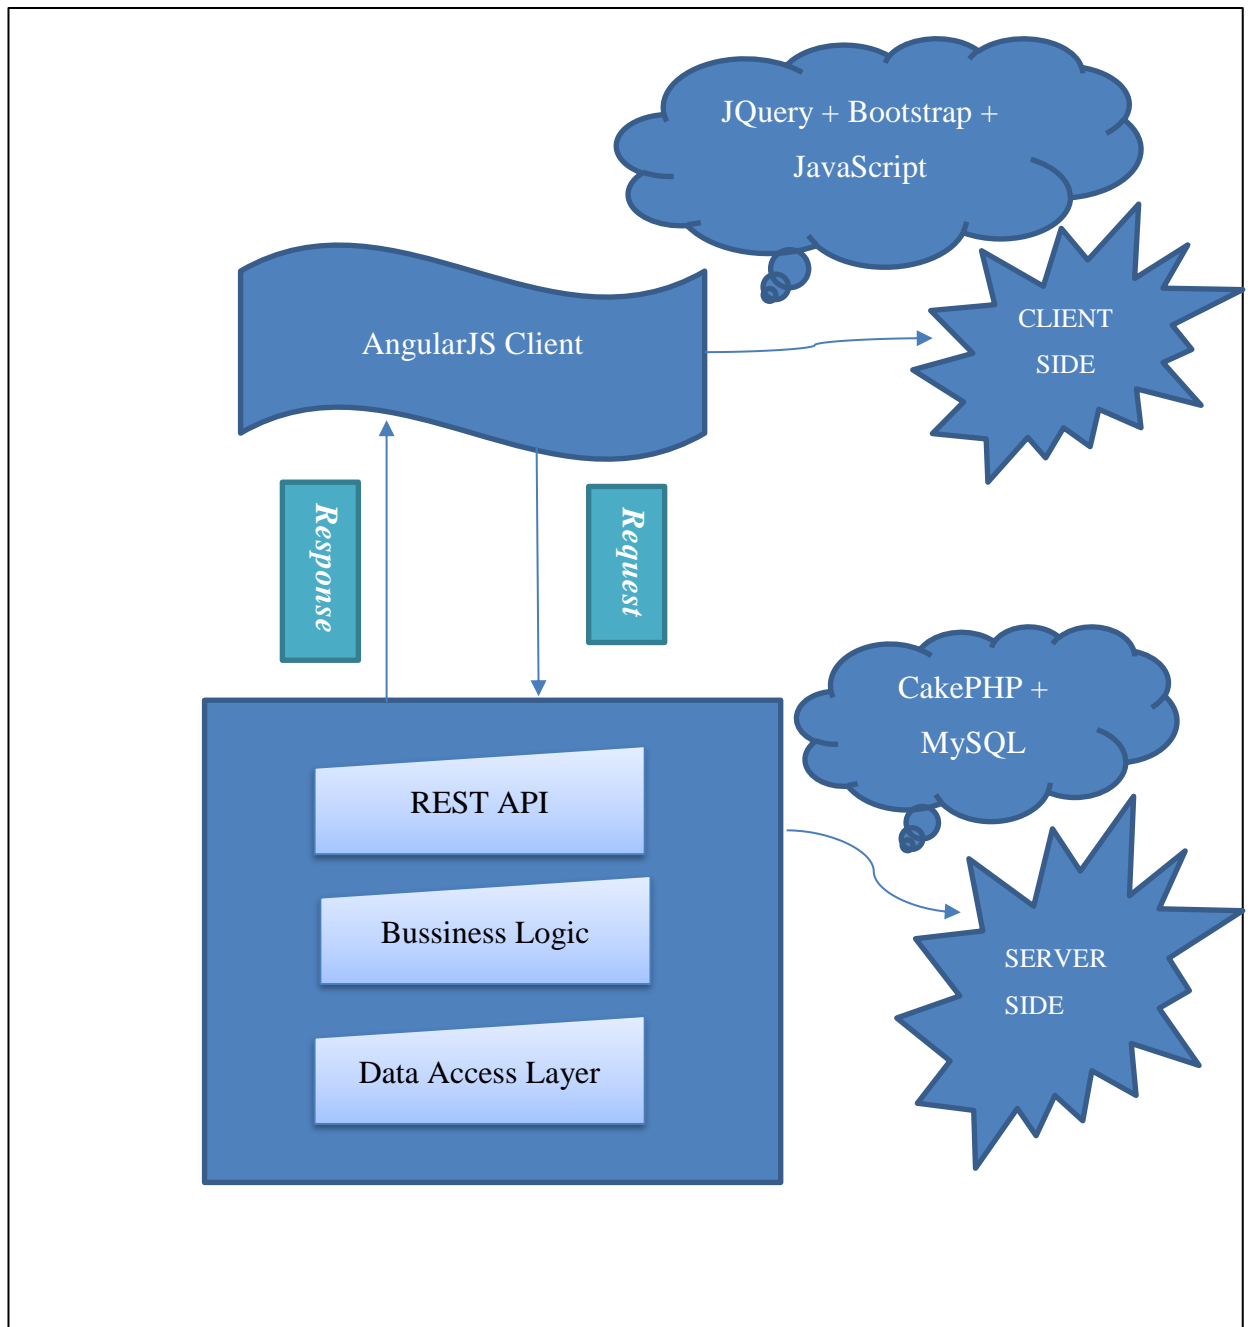 JQuery + Bootstrap +
JavaScript
AngularJS Client
CLIENT
SIDE
Response
Request
CakePHP +
MySQL
REST API
Bussiness Logic
SERVER
SIDE
Data Access Layer